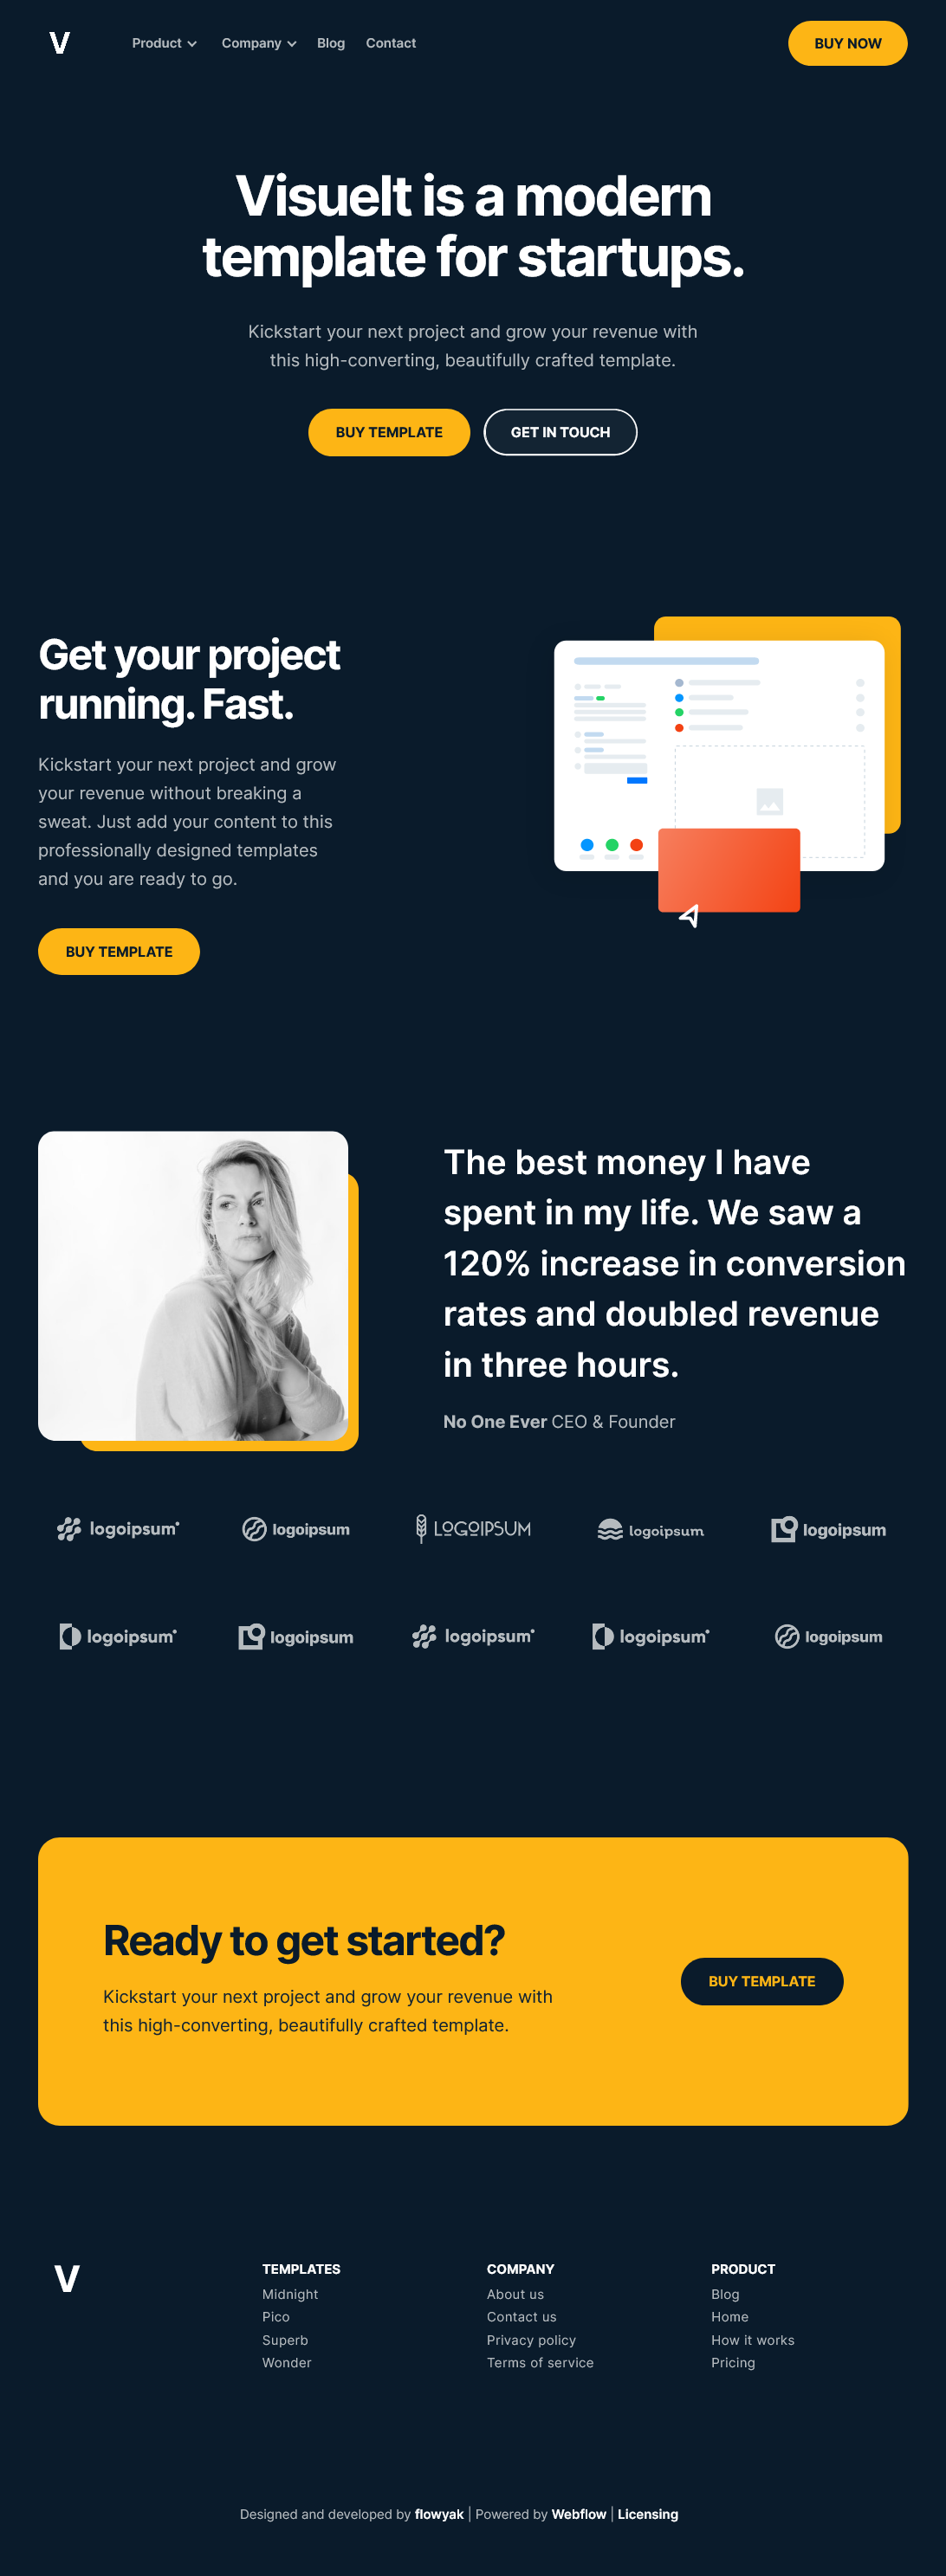 V
Product
Company
Blog
Contact
BUY NOW
Visuelt is a modern
template for startups.
Kickstart your next project and grow your revenue with
this high-converting, beautifully crafted template.
BUY TEMPLATE
GET IN TOUCH
Get your project
running. Fast.
Kickstart your next project and grow
your revenue without breaking a
sweat. Just add your content to this
professionally designed templates
and you are ready to go.
BUY TEMPLATE
The best money I have
spent in my life. We saw a
120% increase in conversion
rates and doubled revenue
in three hours.
No One Ever CEO & Founder
logoipsum
logoipsum
LOGOIPSUM
logoipsum
logoipsum
logoipsum
logoipsum
logoipsum
logoipsum
logoipsum
Ready to get started?
Kickstart your next project and grow your revenue with
this high-converting, beautifully crafted template.
BUY TEMPLATE
V
TEMPLATES
Midnight
Pico
Superb
Wonder
COMPANY
About us
Contact us
Privacy policy
Terms of service
PRODUCT
Blog
Home
How it works
Pricing
Designed and developed by flowyak | Powered by Webflow | Licensing